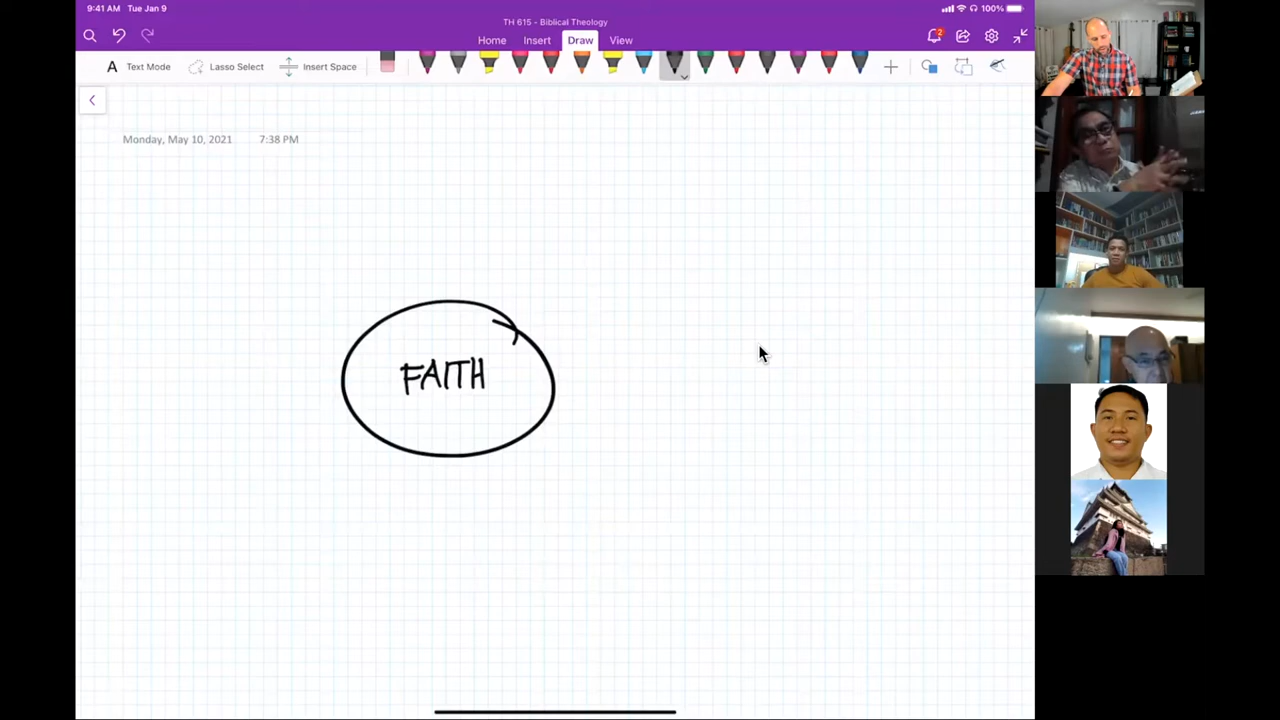 9:41 AM Tue Jan 9
100%
TH 615 - Biblical Theology
Home Insert Draw View
2
A Text Mode Lasso Select Insert Space
Monday, May 10, 2021 7:38 PM
FAITH